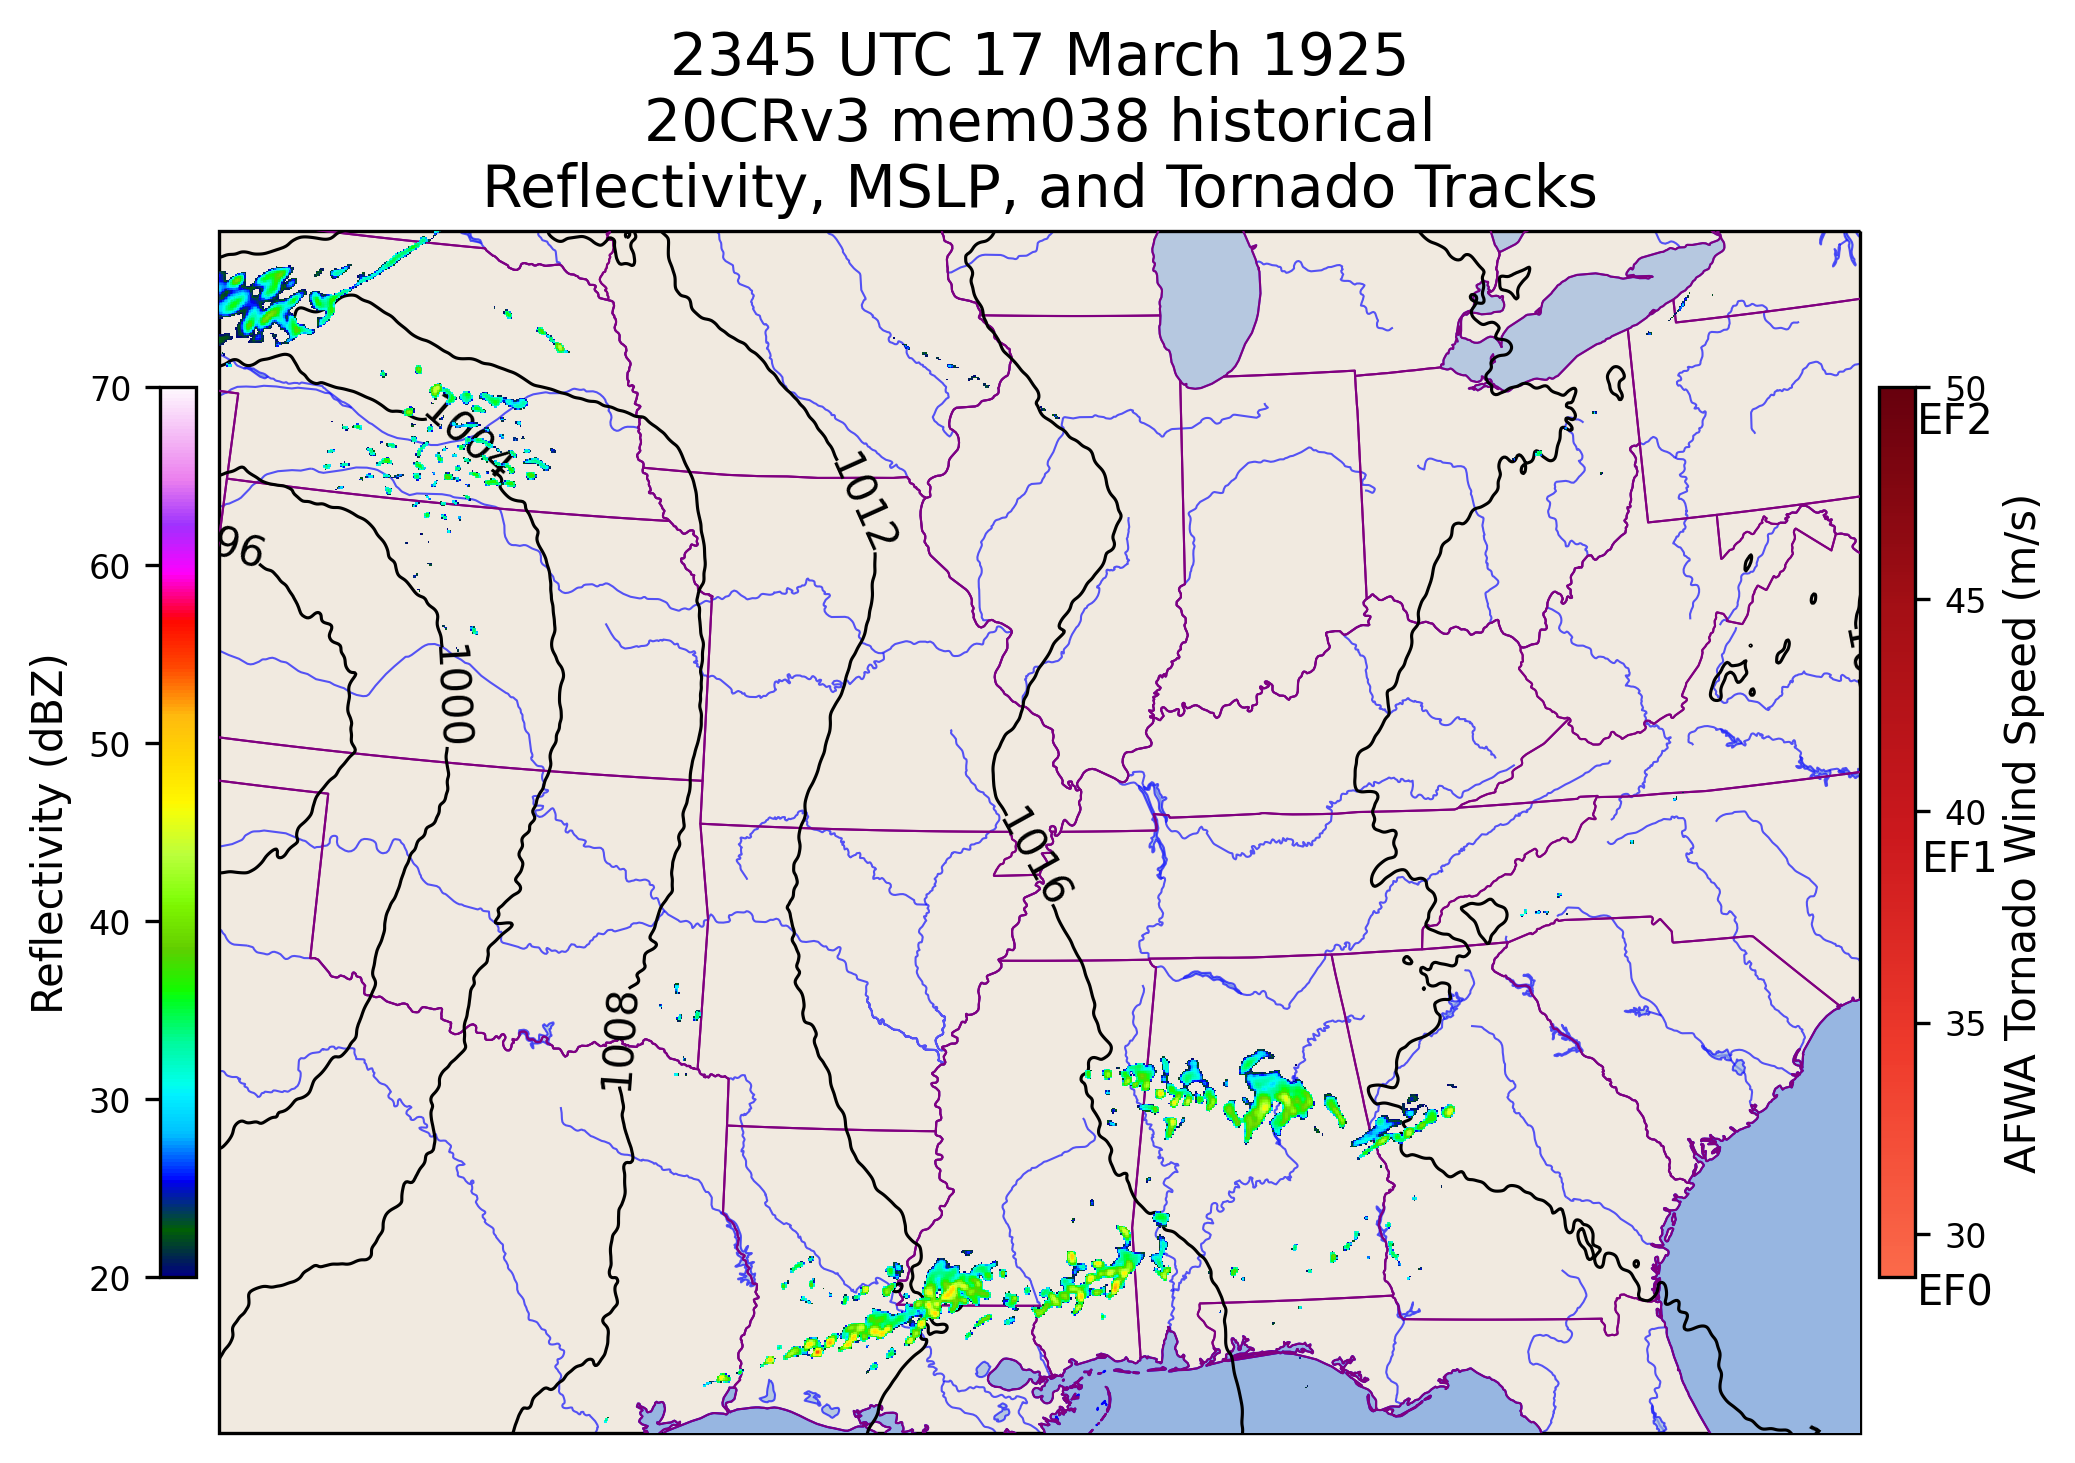 2345 UTC 17 March 1925
20CRv3 mem038 historical
Reflectivity, MSLP, and Tornado Tracks
70
60
50
40
30
20
Reflectivity (dBZ)
1004
1012
96
1000
1016
1008
50
EF2
45
40
EF1
35
30
EF0
AFWA Tornado Wind Speed (m/s)